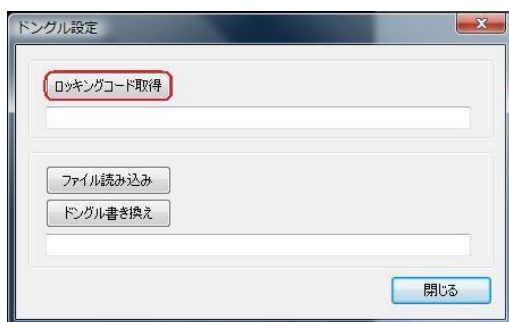 ドングル設定
ロッキングコード取得
ファイル読み込み
ドングル書き換え
閉じる